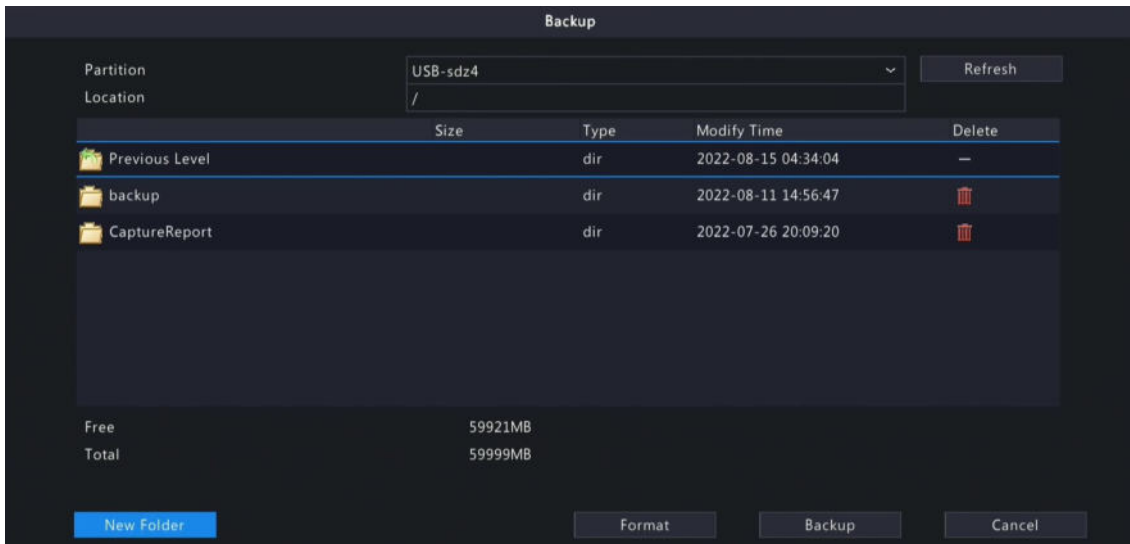 Backup
Partition USB-sdz4 Refresh
Location /
Size Type Modify Time Delete
Previous Level dir 2022-08-15 04:34:04 —
backup dir 2022-08-11 14:56:47
CaptureReport dir 2022-07-26 20:09:20
Free 59921MB
Total 59999MB
New Folder Format Backup Cancel